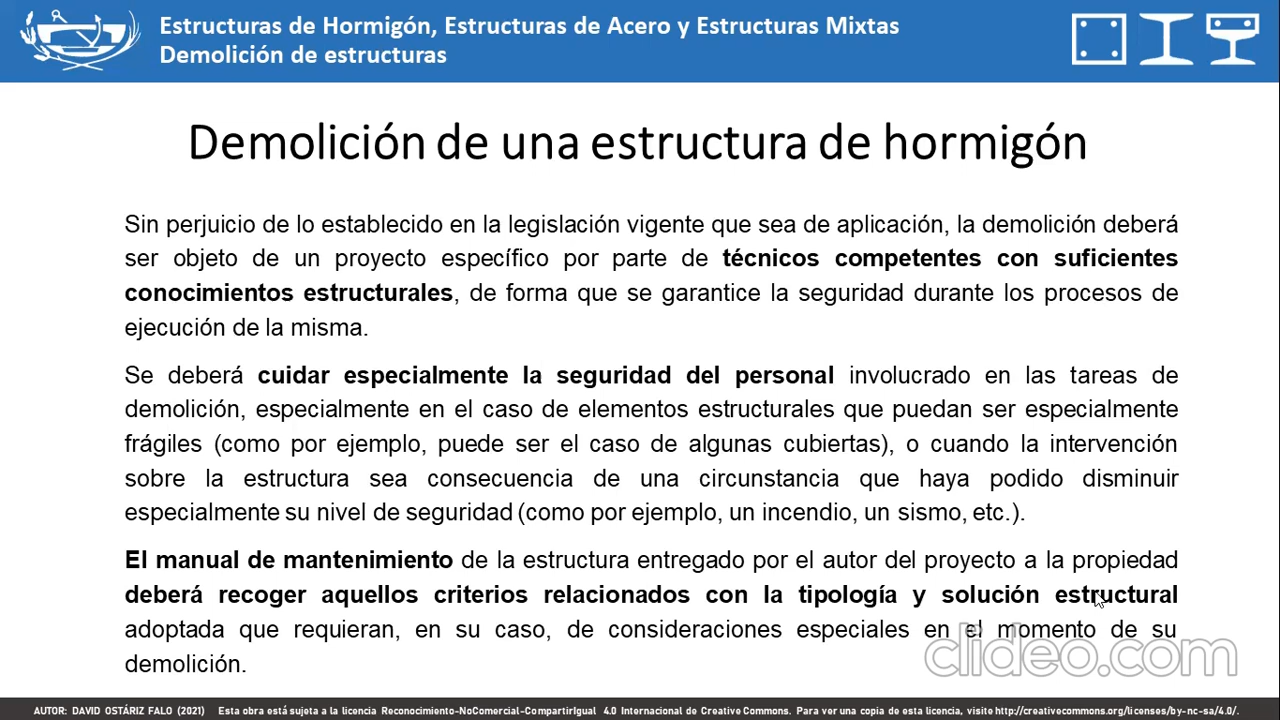 Estructuras de Hormigón, Estructuras de Acero y Estructuras Mixtas
Demolición de estructuras
Demolición de una estructura de hormigón
Sin perjuicio de lo establecido en la legislación vigente que sea de aplicación, la demolición deberá
ser objeto de un proyecto específico por parte de técnicos competentes con suficientes
conocimientos estructurales, de forma que se garantice la seguridad durante los procesos de
ejecución de la misma.
Se deberá cuidar especialmente la seguridad del personal involucrado en las tareas de
demolición, especialmente en el caso de elementos estructurales que puedan ser especialmente
frágiles (como por ejemplo, puede ser el caso de algunas cubiertas), o cuando la intervención
sobre la estructura sea consecuencia de una circunstancia que haya podido disminuir
especialmente su nivel de seguridad (como por ejemplo, un incendio, un sismo, etc.).
El manual de mantenimiento de la estructura entregado por el autor del proyecto a la propiedad
deberá recoger aquellos criterios relacionados con la tipología y solución estructural
adoptada que requieran, en su caso, de consideraciones especiales en el momento de su
demolición.
clideo.com
AUTOR: DAVID OSTÁRIZ FALO (2021) Esta obra está sujeta a la licencia Reconocimiento-NoComercial-CompartirIgual 4.0 Internacional de Creative Commons. Para ver una copia de esta licencia, visite http://creativecommons.org/licenses/by-nc-sa/4.0/.